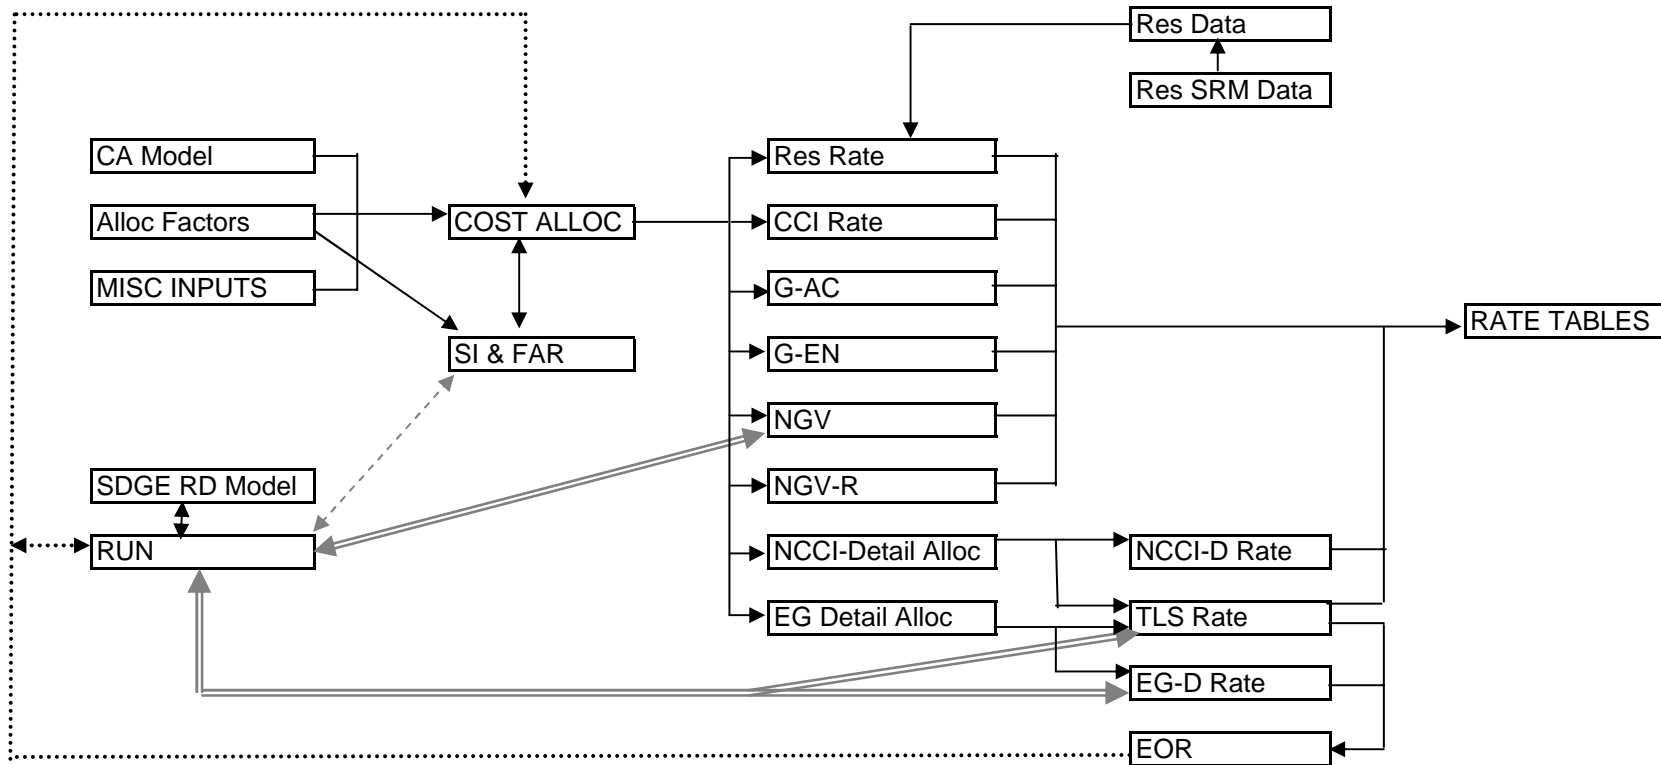 Res Data
Res SRM Data
CA Model
Res Rate
Alloc Factors
COST ALLOC
CCI Rate
MISC INPUTS
G-AC
RATE TABLES
SI & FAR
G-EN
NGV
SDGE RD Model
NGV-R
RUN
NCCI-Detail Alloc
NCCI-D Rate
EG Detail Alloc
TLS Rate
EG-D Rate
EOR